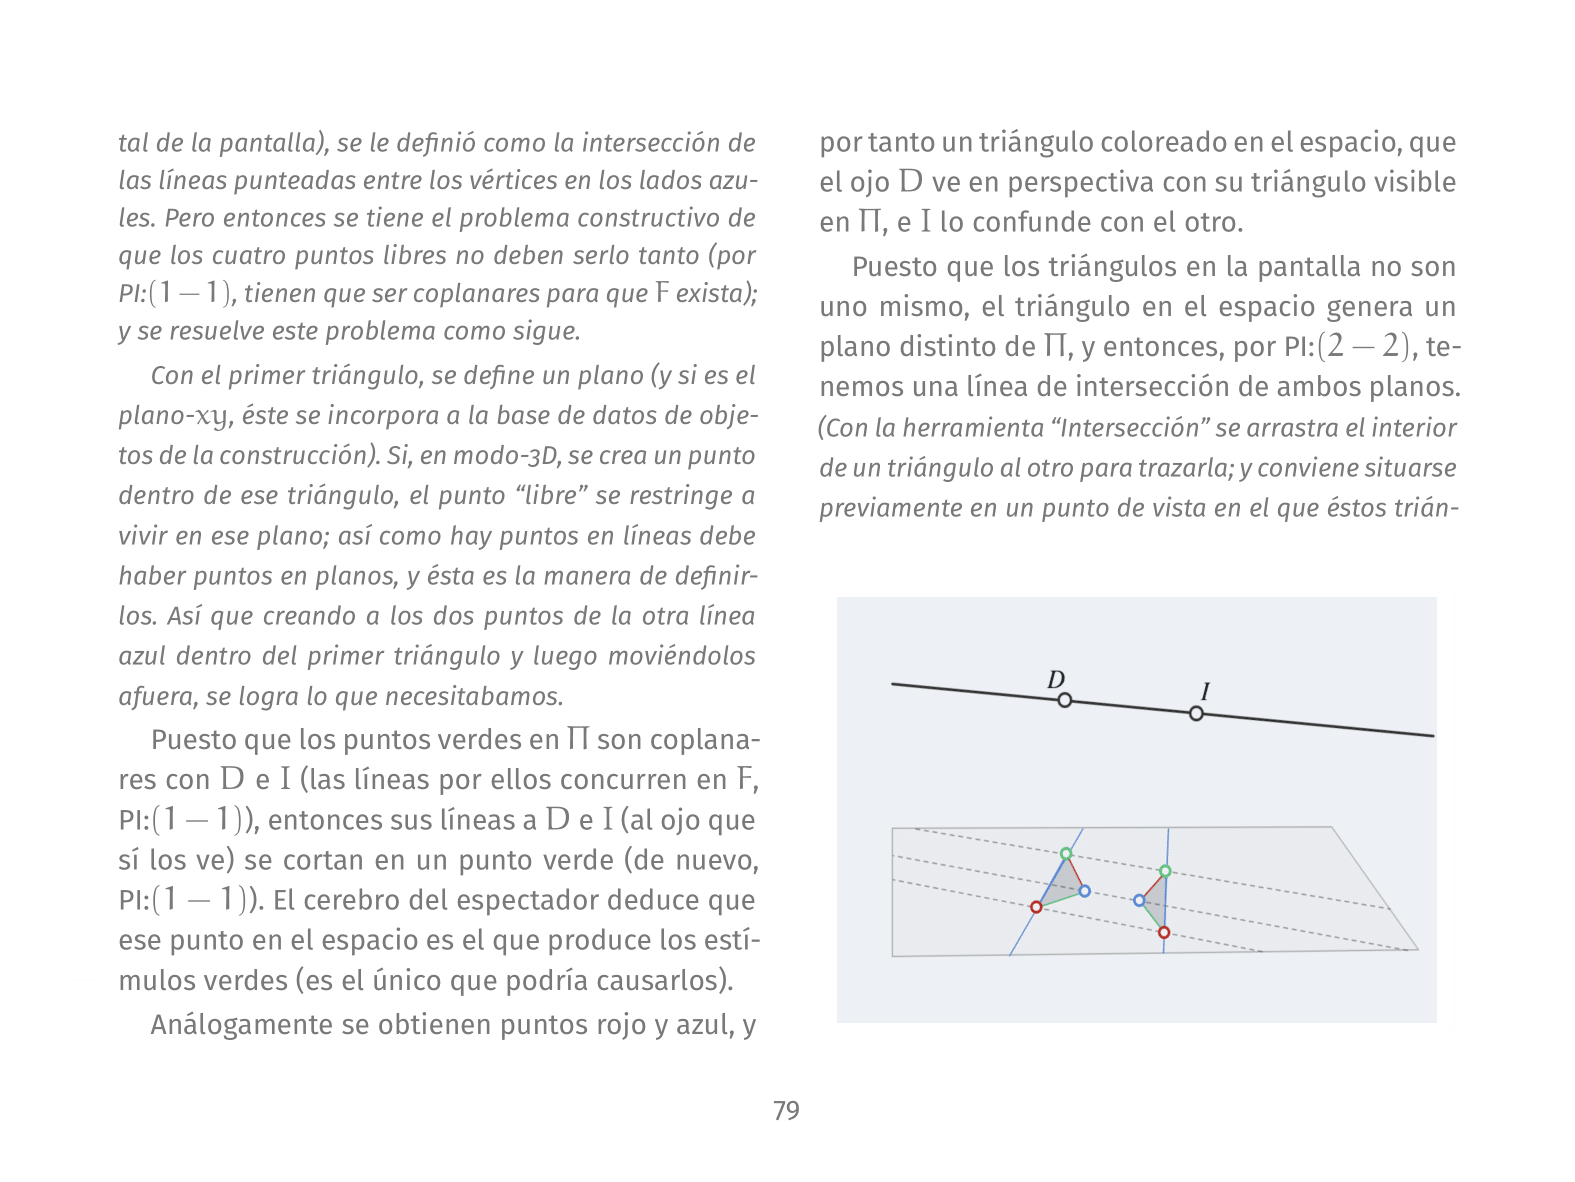 tal de la pantalla), se le definió como la intersección de
las líneas punteadas entre los vértices en los lados azu-
les. Pero entonces se tiene el problema constructivo de
que los cuatro puntos libres no deben serlo tanto (por
PI:(1 − 1), tienen que ser coplanares para que F exista);
y se resuelve este problema como sigue.
Con el primer triángulo, se define un plano (y si es el
plano-xy, éste se incorpora a la base de datos de obje-
tos de la construcción). Si, en modo-3D, se crea un punto
dentro de ese triángulo, el punto “libre” se restringe a
vivir en ese plano; así como hay puntos en líneas debe
haber puntos en planos, y ésta es la manera de definir-
los. Así que creando a los dos puntos de la otra línea
azul dentro del primer triángulo y luego moviéndolos
afuera, se logra lo que necesitabamos.
Puesto que los puntos verdes en Π son coplana-
res con D e I (las líneas por ellos concurren en F,
PI:(1 − 1)), entonces sus líneas a D e I (al ojo que
sí los ve) se cortan en un punto verde (de nuevo,
PI:(1 − 1)). El cerebro del espectador deduce que
ese punto en el espacio es el que produce los estí-
mulos verdes (es el único que podría causarlos).
Análogamente se obtienen puntos rojo y azul, y
por tanto un triángulo coloreado en el espacio, que
el ojo D ve en perspectiva con su triángulo visible
en Π, e I lo confunde con el otro.
Puesto que los triángulos en la pantalla no son
uno mismo, el triángulo en el espacio genera un
plano distinto de Π, y entonces, por PI:(2 − 2), te-
nemos una línea de intersección de ambos planos.
(Con la herramienta “Intersección” se arrastra el interior
de un triángulo al otro para trazarla; y conviene situarse
previamente en un punto de vista en el que éstos trián-
D
I
79